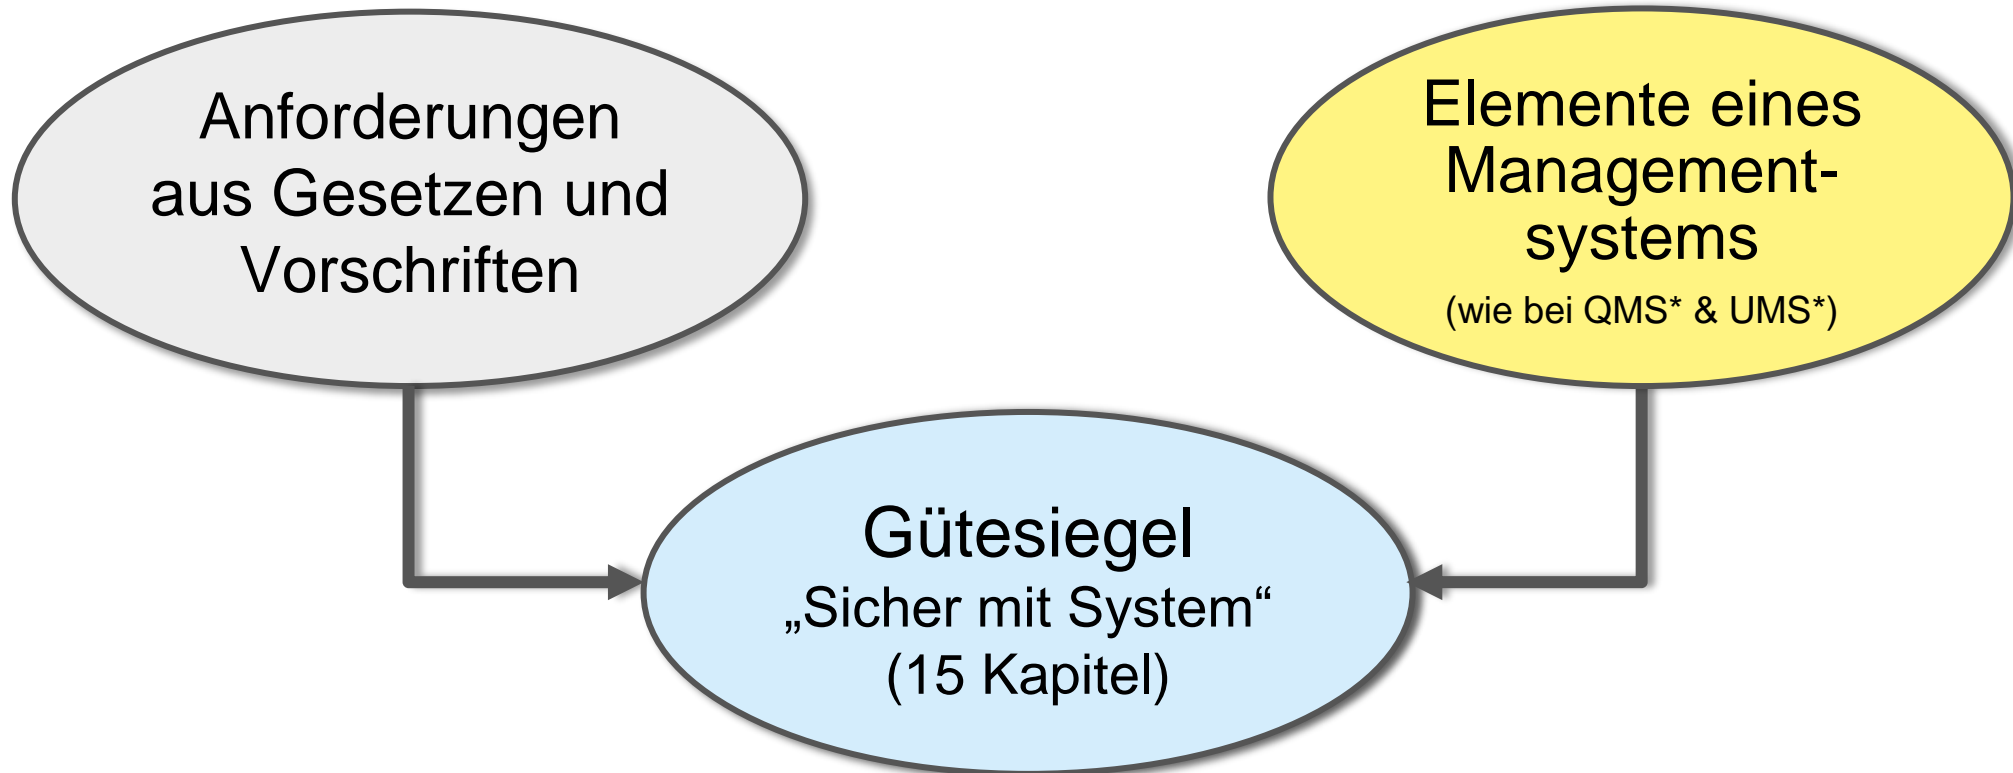 Anforderungen
aus Gesetzen und
Vorschriften
Elemente eines
Management-
systems
(wie bei QMS* & UMS*)
Gütesiegel
„Sicher mit System“
(15 Kapitel)